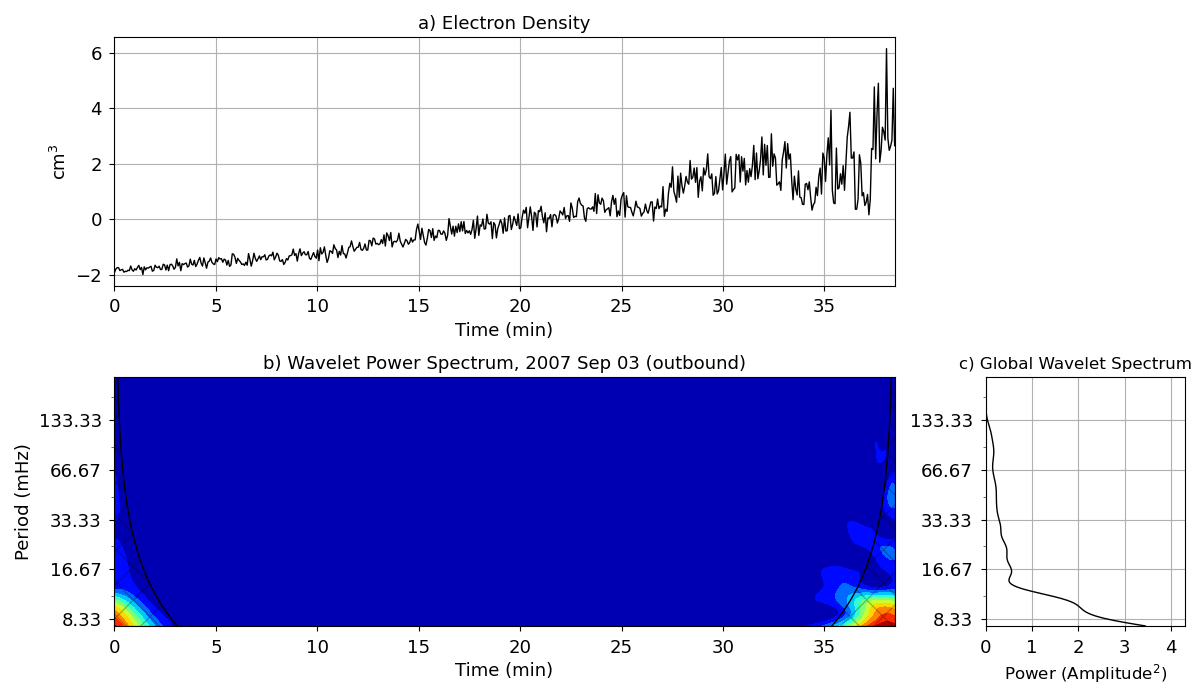 a) Electron Density
6
4
2
0
−2
cm³
0 5 10 15 20 25 30 35
Time (min)
b) Wavelet Power Spectrum, 2007 Sep 03 (outbound)
133.33
66.67
33.33
16.67
8.33
Period (mHz)
0 5 10 15 20 25 30 35
Time (min)
c) Global Wavelet Spectrum
133.33
66.67
33.33
16.67
8.33
0 1 2 3 4
Power (Amplitude²)